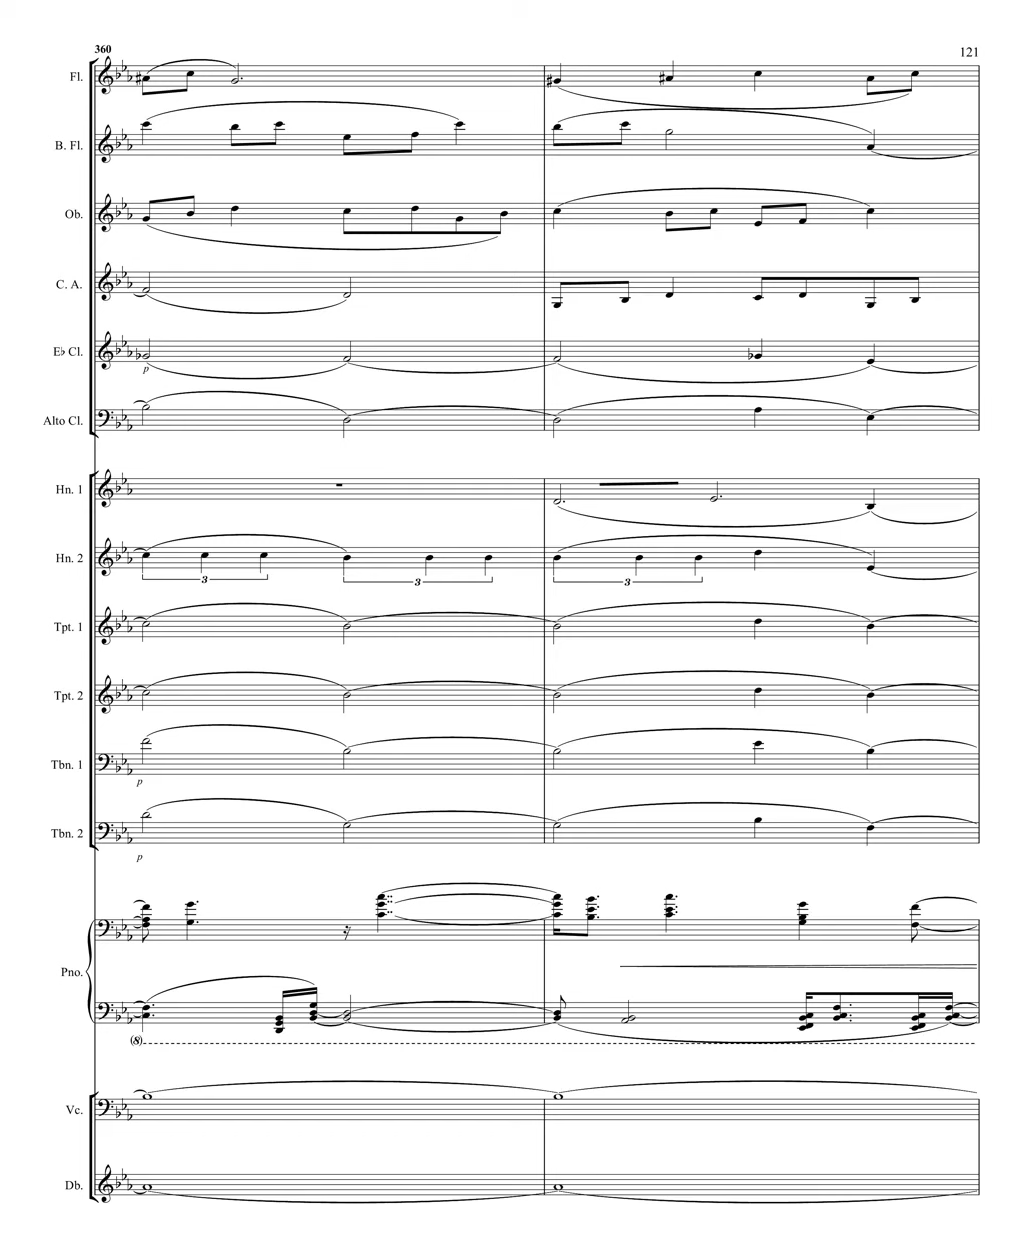 360
121
Fl.
B. Fl.
Ob.
C. A.
E♭ Cl.
p
Alto Cl.
Hn. 1
Hn. 2
3 3 3
Tpt. 1
Tpt. 2
Tbn. 1
p
Tbn. 2
p
Pno.
(8)
Vc.
Db.